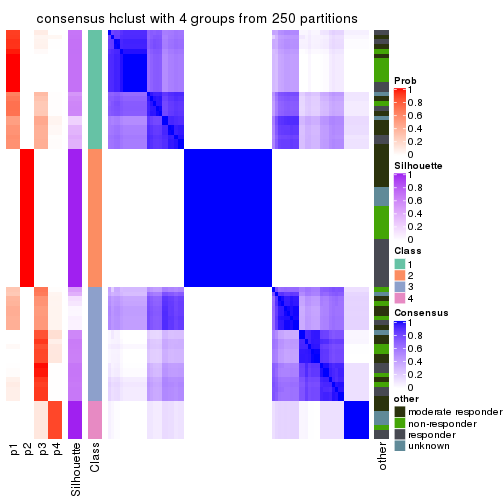 consensus hclust with 4 groups from 250 partitions
Prob
1
0.8
0.6
0.4
0.2
0
Silhouette
1
0.8
0.6
0.4
0.2
0
Class
1
2
3
4
Consensus
1
0.8
0.6
0.4
0.2
0
other
moderate responder
non-responder
responder
unknown
p1
p2
p3
p4
Silhouette
Class
other